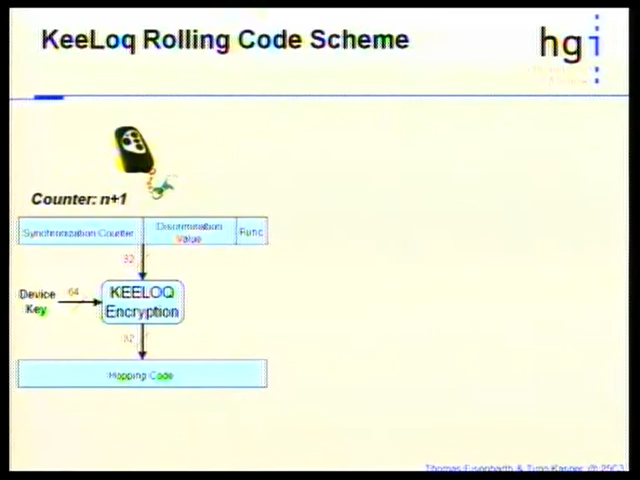 KeeLoq Rolling Code Scheme
hgi
Counter: n+1
Synchronization Counter
Discrimination
Value
Func
32
Device
Key
64
KEELOQ
Encryption
32
Hopping Code
Thomas Eisenbarth & Timo Kasper